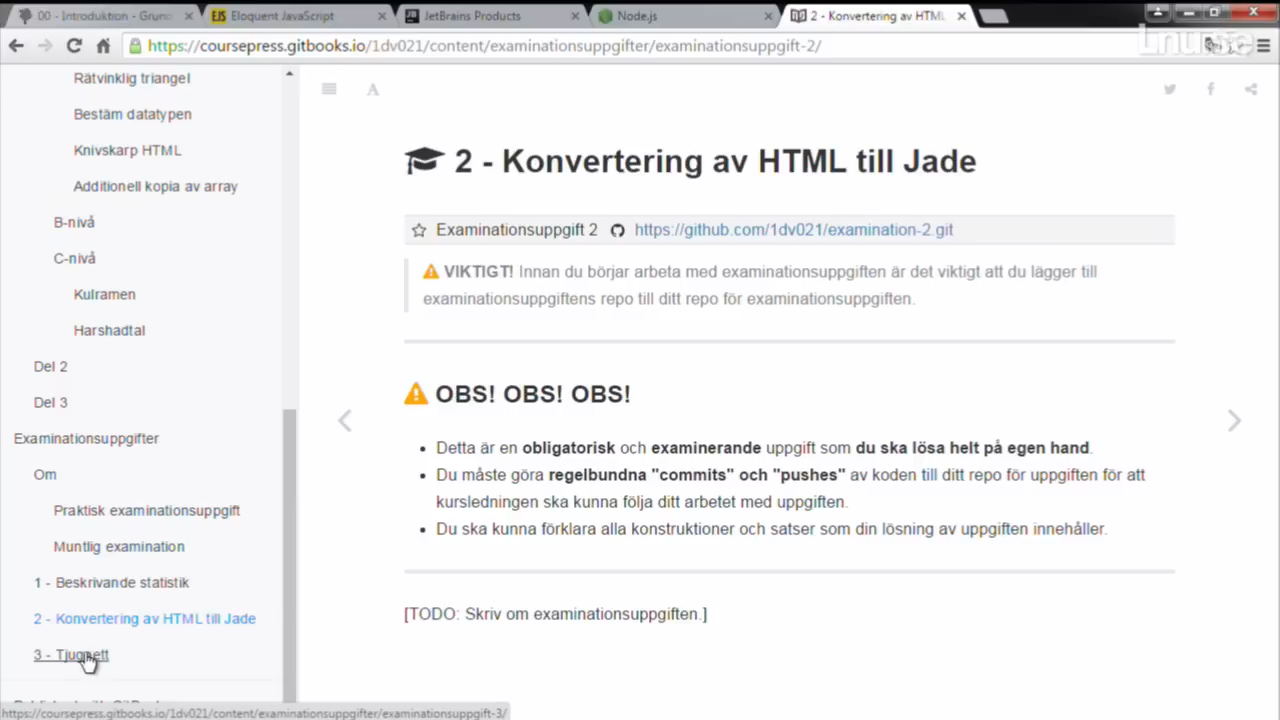 00 - Introduktion - Grund
Eloquent JavaScript
JetBrains Products
Node.js
2 - Konvertering av HTML
https://coursepress.gitbooks.io/1dv021/content/examinationsuppgifter/examinationsuppgift-2/
Lnu.se
Rätvinklig triangel
Bestäm datatypen
Knivskarp HTML
Additionell kopia av array
B-nivå
C-nivå
Kulramen
Harshadtal
Del 2
Del 3
Examinationsuppgifter
Om
Praktisk examinationsuppgift
Muntlig examination
1 - Beskrivande statistik
2 - Konvertering av HTML till Jade
3 - Tjugoett
A
2 - Konvertering av HTML till Jade
Examinationsuppgift 2 https://github.com/1dv021/examination-2.git
VIKTIGT! Innan du börjar arbeta med examinationsuppgiften är det viktigt att du lägger till
examinationsuppgiftens repo till ditt repo för examinationsuppgiften.
OBS! OBS! OBS!
Detta är en obligatorisk och examinerande uppgift som du ska lösa helt på egen hand.
Du måste göra regelbundna "commits" och "pushes" av koden till ditt repo för uppgiften för att
kursledningen ska kunna följa ditt arbetet med uppgiften.
Du ska kunna förklara alla konstruktioner och satser som din lösning av uppgiften innehåller.
[TODO: Skriv om examinationsuppgiften.]
https://coursepress.gitbooks.io/1dv021/content/examinationsuppgifter/examinationsuppgift-3/